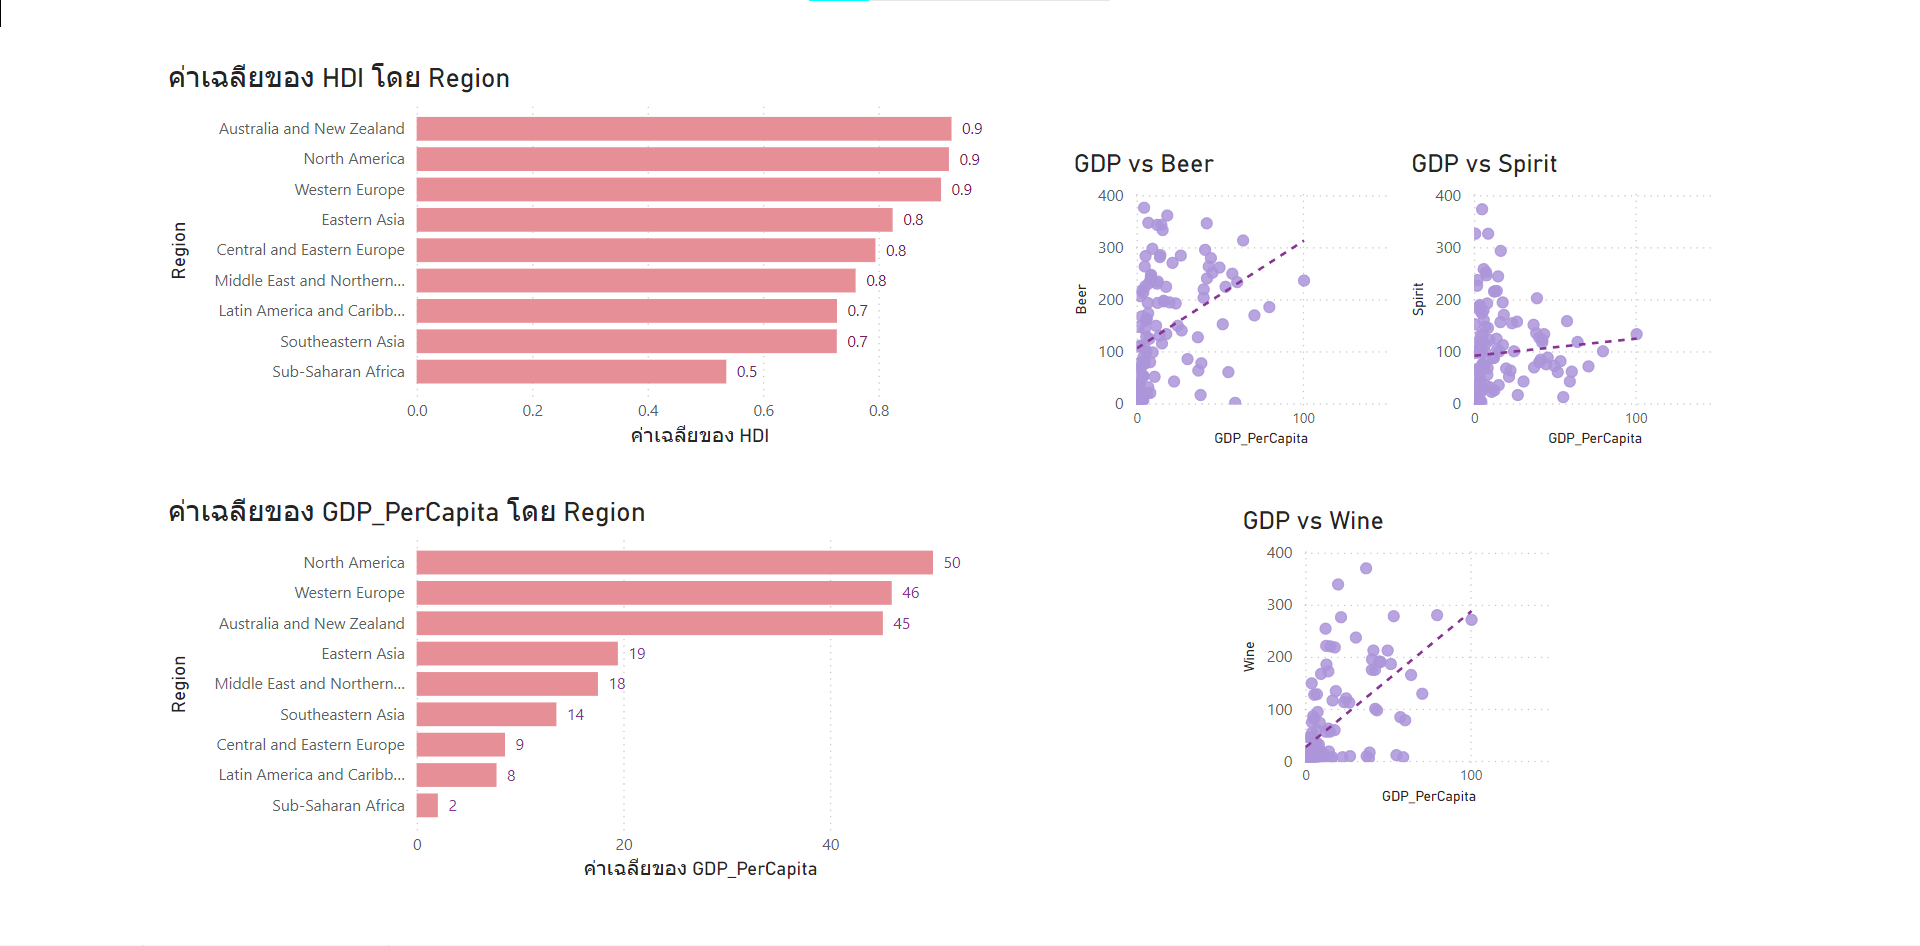 ค่าเฉลี่ยของ HDI โดย Region
Region
Australia and New Zealand 0.9
North America 0.9
Western Europe 0.9
Eastern Asia 0.8
Central and Eastern Europe 0.8
Middle East and Northern... 0.8
Latin America and Caribb... 0.7
Southeastern Asia 0.7
Sub-Saharan Africa 0.5
0.0 0.2 0.4 0.6 0.8
ค่าเฉลี่ยของ HDI
GDP vs Beer
Beer
400
300
200
100
0
0 100
GDP_PerCapita
GDP vs Spirit
Spirit
400
300
200
100
0
0 100
GDP_PerCapita
ค่าเฉลี่ยของ GDP_PerCapita โดย Region
Region
North America 50
Western Europe 46
Australia and New Zealand 45
Eastern Asia 19
Middle East and Northern... 18
Southeastern Asia 14
Central and Eastern Europe 9
Latin America and Caribb... 8
Sub-Saharan Africa 2
0 20 40
ค่าเฉลี่ยของ GDP_PerCapita
GDP vs Wine
Wine
400
300
200
100
0
0 100
GDP_PerCapita